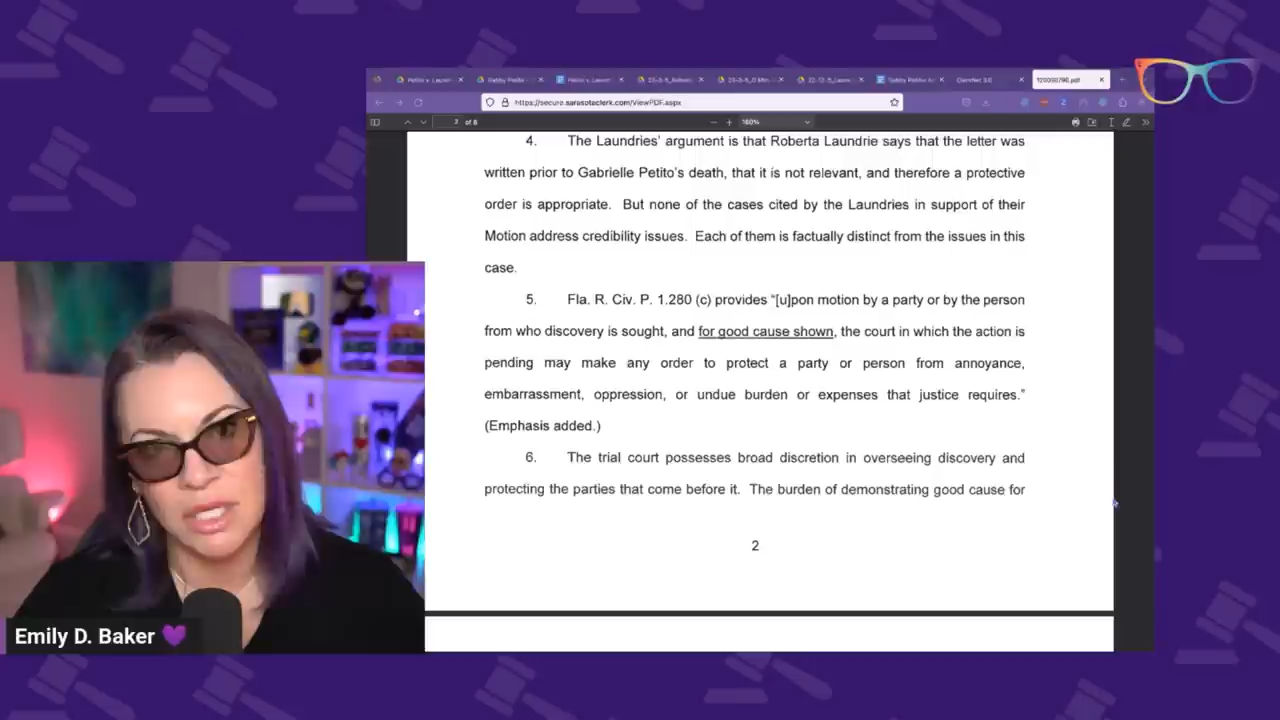 Petito v. Laundr
https://secure.sarasotaclerk.com/ViewPDF.aspx
of 8
160%
4. The Laundries' argument is that Roberta Laundrie says that the letter was
written prior to Gabrielle Petito's death, that it is not relevant, and therefore a protective
order is appropriate. But none of the cases cited by the Laundries in support of their
Motion address credibility issues. Each of them is factually distinct from the issues in this
case.
5. Fla. R. Civ. P. 1.280 (c) provides "[u]pon motion by a party or by the person
from who discovery is sought, and for good cause shown, the court in which the action is
pending may make any order to protect a party or person from annoyance,
embarrassment, oppression, or undue burden or expenses that justice requires."
(Emphasis added.)
6. The trial court possesses broad discretion in overseeing discovery and
protecting the parties that come before it. The burden of demonstrating good cause for
2
Emily D. Baker 💜